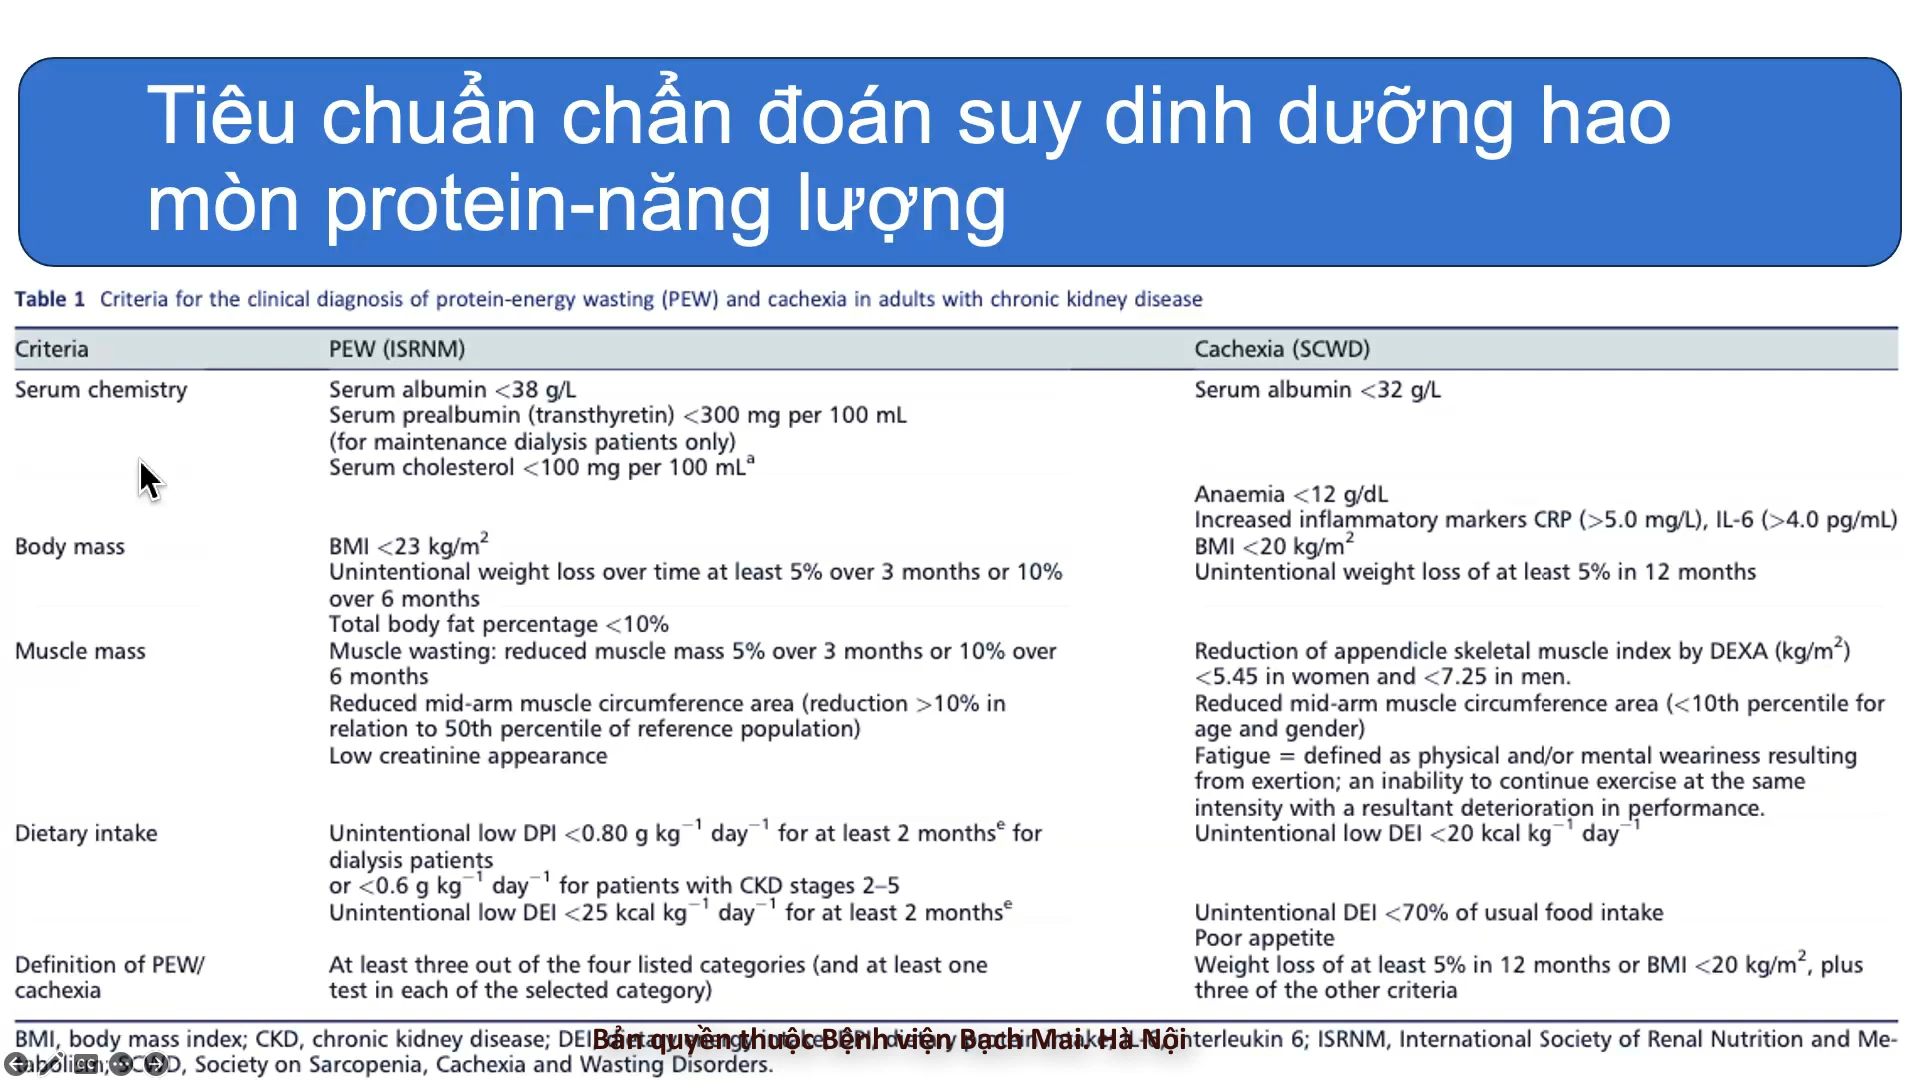 Tiêu chuẩn chẩn đoán suy dinh dưỡng hao
mòn protein-năng lượng
Table 1 Criteria for the clinical diagnosis of protein-energy wasting (PEW) and cachexia in adults with chronic kidney disease
Criteria PEW (ISRNM) Cachexia (SCWD)
Serum chemistry Serum albumin <38 g/L Serum albumin <32 g/L
Serum prealbumin (transthyretin) <300 mg per 100 mL
(for maintenance dialysis patients only)
Serum cholesterol <100 mg per 100 mLᵃ
Anaemia <12 g/dL
Increased inflammatory markers CRP (>5.0 mg/L), IL-6 (>4.0 pg/mL)
Body mass BMI <23 kg/m² BMI <20 kg/m²
Unintentional weight loss over time at least 5% over 3 months or 10% Unintentional weight loss of at least 5% in 12 months
over 6 months
Total body fat percentage <10%
Muscle mass Muscle wasting: reduced muscle mass 5% over 3 months or 10% over Reduction of appendicle skeletal muscle index by DEXA (kg/m²)
6 months <5.45 in women and <7.25 in men.
Reduced mid-arm muscle circumference area (reduction >10% in Reduced mid-arm muscle circumference area (<10th percentile for
relation to 50th percentile of reference population) age and gender)
Low creatinine appearance Fatigue = defined as physical and/or mental weariness resulting
from exertion; an inability to continue exercise at the same
intensity with a resultant deterioration in performance.
Dietary intake Unintentional low DPI <0.80 g kg⁻¹ day⁻¹ for at least 2 monthsᵉ for Unintentional low DEI <20 kcal kg⁻¹ day⁻¹
dialysis patients
or <0.6 g kg⁻¹ day⁻¹ for patients with CKD stages 2–5
Unintentional low DEI <25 kcal kg⁻¹ day⁻¹ for at least 2 monthsᵉ Unintentional DEI <70% of usual food intake
Poor appetite
Definition of PEW/ At least three out of the four listed categories (and at least one Weight loss of at least 5% in 12 months or BMI <20 kg/m², plus
cachexia test in each of the selected category) three of the other criteria
BMI, body mass index; CKD, chronic kidney disease; DEI, interleukin 6; ISRNM, International Society of Renal Nutrition and Me-
Bản quyền thuộc Bệnh viện Bạch Mai. Hà Nội
tabolism; SCWD, Society on Sarcopenia, Cachexia and Wasting Disorders.